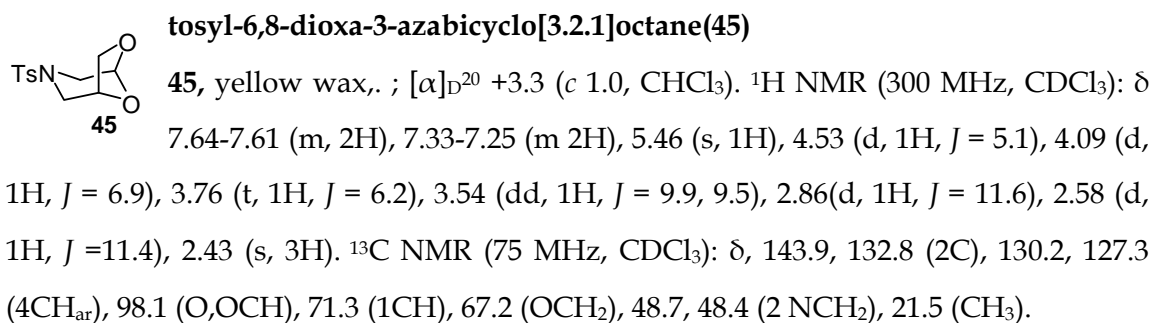 tosyl-6,8-dioxa-3-azabicyclo[3.2.1]octane(45)
O
TsN
O
45
45, yellow wax,. ; [α]D²⁰ +3.3 (c 1.0, CHCl₃). ¹H NMR (300 MHz, CDCl₃): δ
7.64-7.61 (m, 2H), 7.33-7.25 (m 2H), 5.46 (s, 1H), 4.53 (d, 1H, J = 5.1), 4.09 (d,
1H, J = 6.9), 3.76 (t, 1H, J = 6.2), 3.54 (dd, 1H, J = 9.9, 9.5), 2.86(d, 1H, J = 11.6), 2.58 (d,
1H, J =11.4), 2.43 (s, 3H). ¹³C NMR (75 MHz, CDCl₃): δ, 143.9, 132.8 (2C), 130.2, 127.3
(4CHar), 98.1 (O,OCH), 71.3 (1CH), 67.2 (OCH₂), 48.7, 48.4 (2 NCH₂), 21.5 (CH₃).